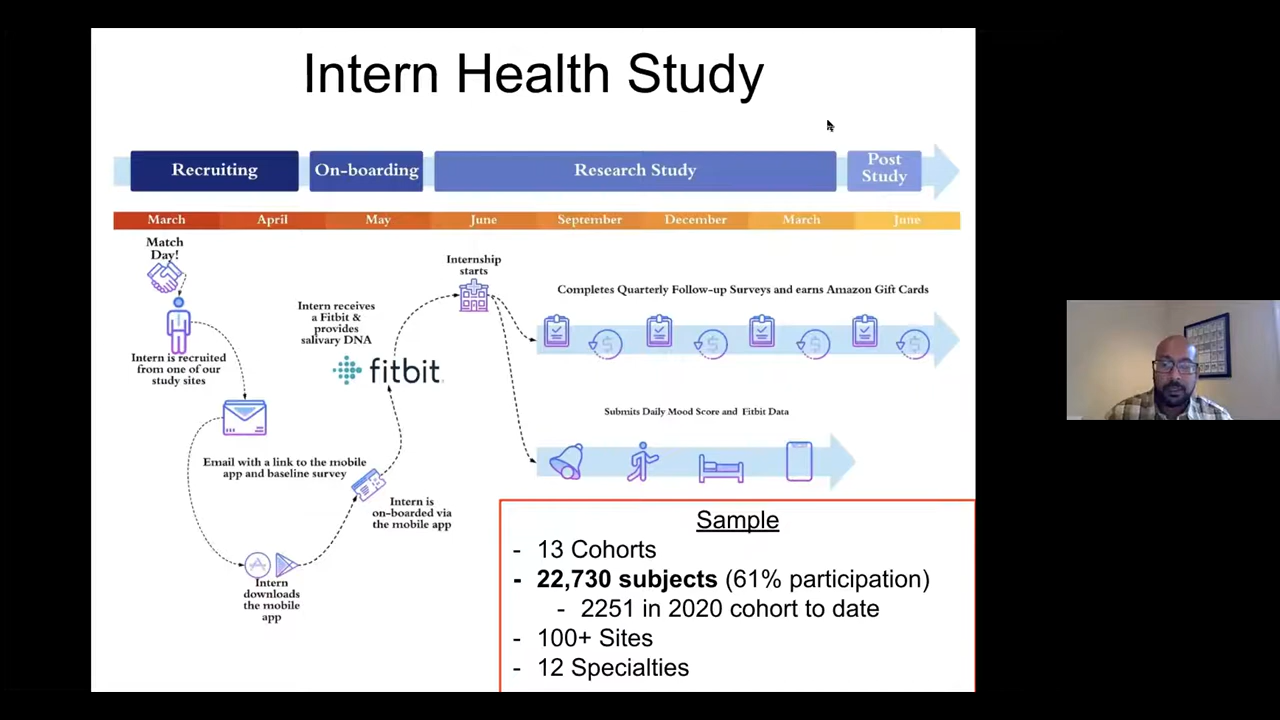 Intern Health Study
Recruiting
On-boarding
Research Study
Post
Study
March
April
May
June
September
December
March
June
Match
Day!
Intern is recruited
from one of our
study sites
Email with a link to the mobile
app and baseline survey
Intern
downloads
the mobile
app
Intern is
on-boarded via
the mobile app
Intern receives
a Fitbit &
provides
salivary DNA
fitbit
Internship
starts
Completes Quarterly Follow-up Surveys and earns Amazon Gift Cards
$ $ $ $
Submits Daily Mood Score and Fitbit Data
Sample
- 13 Cohorts
- 22,730 subjects (61% participation)
- 2251 in 2020 cohort to date
- 100+ Sites
- 12 Specialties